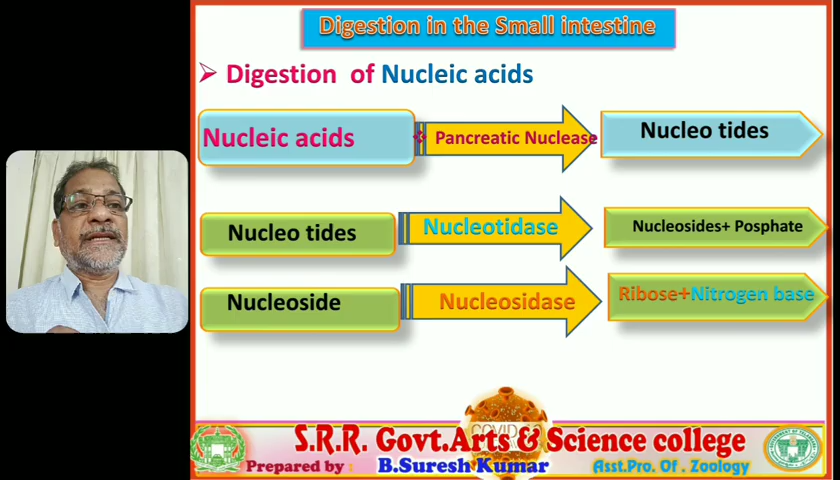 Digestion in the Small intestine
➢ Digestion of Nucleic acids
Nucleic acids ❖ Pancreatic Nuclease Nucleo tides
Nucleo tides Nucleotidase Nucleosides+ Posphate
Nucleoside Nucleosidase Ribose+Nitrogen base
S.R.R. Govt.Arts & Science college
Prepared by : B.Suresh Kumar Asst.Pro. Of . Zoology